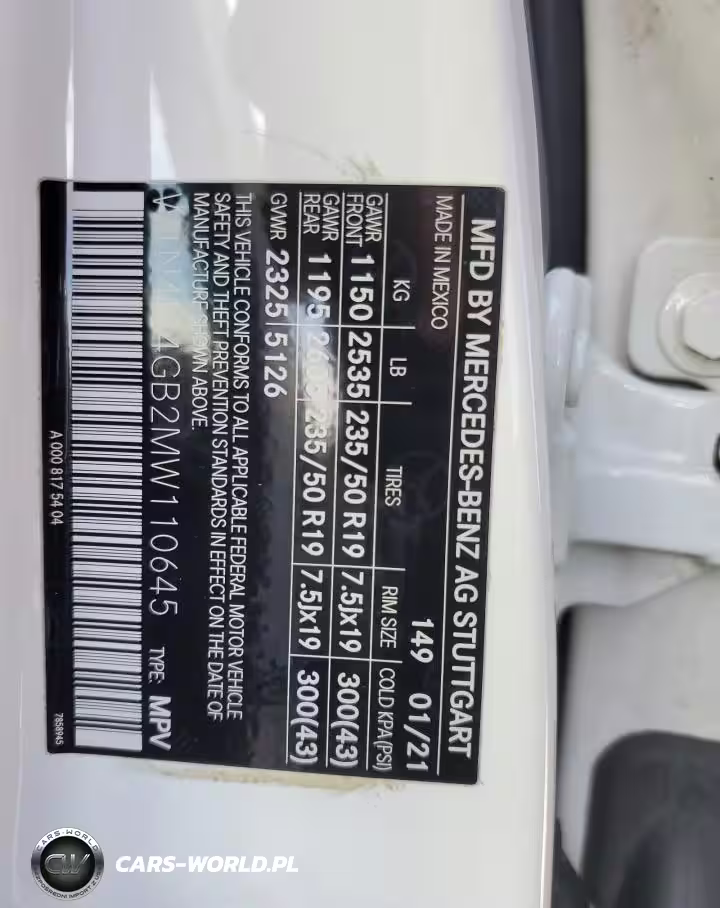 MFD BY MERCEDES-BENZ AG STUTTGART
MADE IN MEXICO 149 01/21
KG LB TIRES RIM SIZE COLD KPA(PSI)
GAWR FRONT 1150 2535 235/50 R19 7.5Jx19 300(43)
GAWR REAR 1195 235/50 R19 7.5Jx19 300(43)
GVWR 2325 5126
THIS VEHICLE CONFORMS TO ALL APPLICABLE FEDERAL MOTOR VEHICLE
SAFETY AND THEFT PREVENTION STANDARDS IN EFFECT ON THE DATE OF
MANUFACTURE SHOWN ABOVE.
4GB2MW110645 TYPE: MPV
A 000 817 54 04 7858945
CARS-WORLD
CW
CARS-WORLD.PL